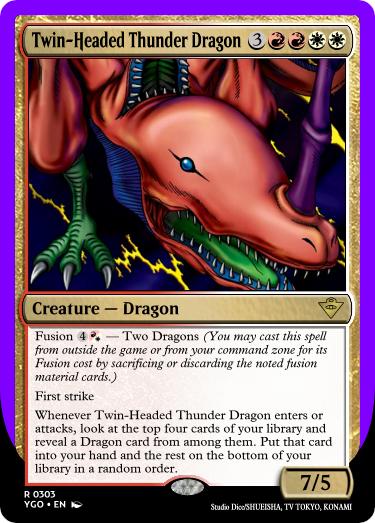 Twin-Headed Thunder Dragon 3
Creature — Dragon
Fusion 4 — Two Dragons (You may cast this spell
from outside the game or from your command zone for its
Fusion cost by sacrificing or discarding the noted fusion
material cards.)
First strike
Whenever Twin-Headed Thunder Dragon enters or
attacks, look at the top four cards of your library and
reveal a Dragon card from among them. Put that card
into your hand and the rest on the bottom of your
library in a random order.
7/5
R 0303
YGO • EN
Studio Dice/SHUEISHA, TV TOKYO, KONAMI